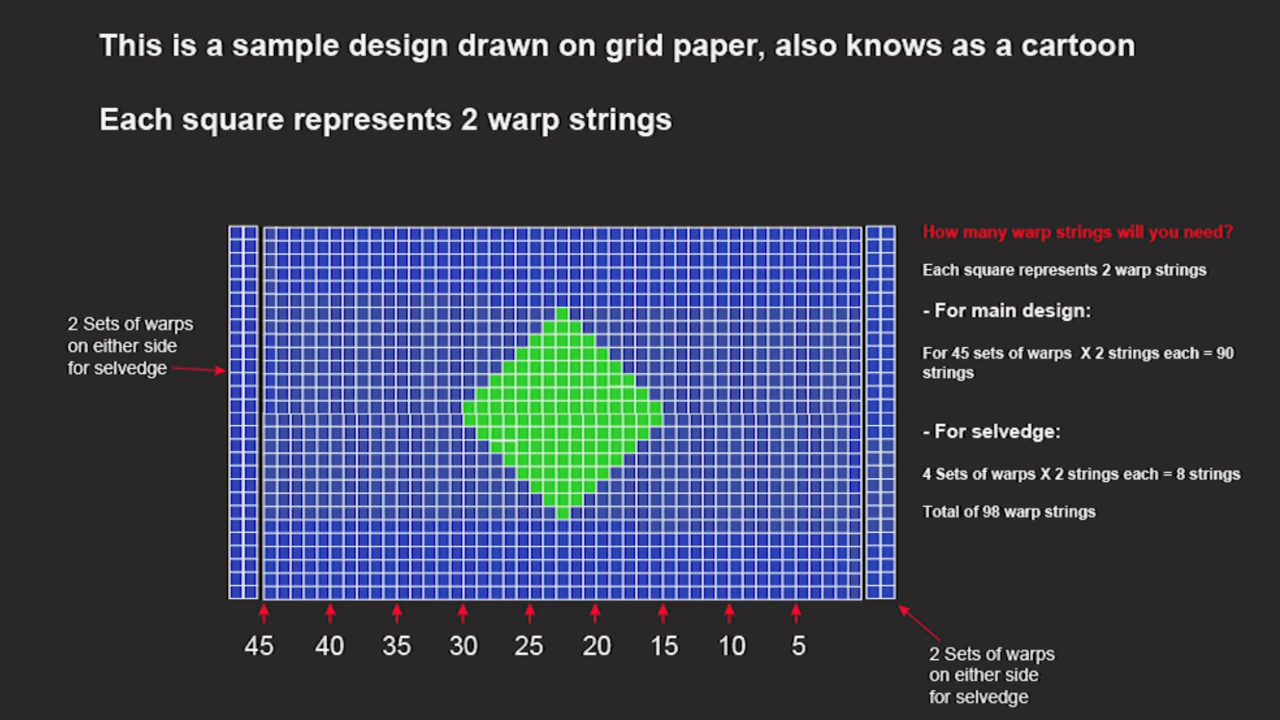 This is a sample design drawn on grid paper, also knows as a cartoon
Each square represents 2 warp strings
How many warp strings will you need?
Each square represents 2 warp strings
- For main design:
For 45 sets of warps X 2 strings each = 90
strings
- For selvedge:
4 Sets of warps X 2 strings each = 8 strings
Total of 98 warp strings
2 Sets of warps
on either side
for selvedge
45 40 35 30 25 20 15 10 5
2 Sets of warps
on either side
for selvedge